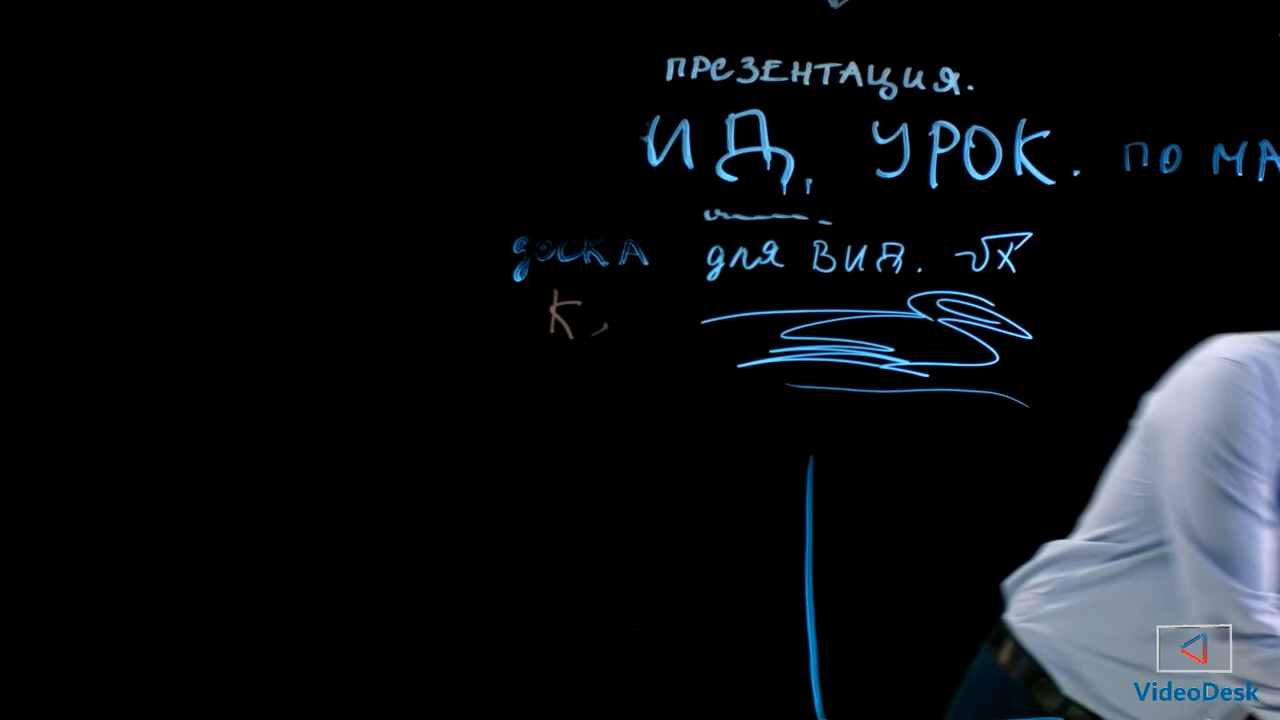 ПРЕЗЕНТАЦИЯ.
ИД. УРОК. ПО МА
ДОСКА для ВИД. √X
К,
VideoDesk